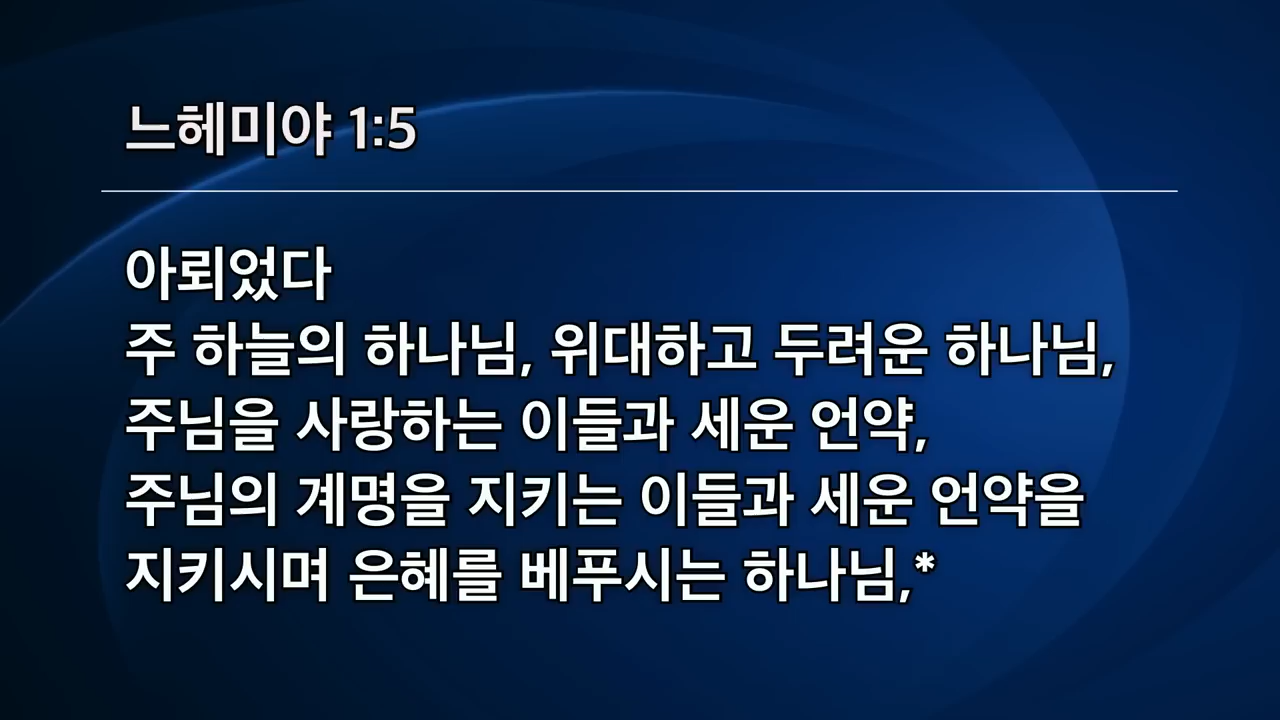 느헤미야 1:5
아뢰었다
주 하늘의 하나님, 위대하고 두려운 하나님,
주님을 사랑하는 이들과 세운 언약,
주님의 계명을 지키는 이들과 세운 언약을
지키시며 은혜를 베푸시는 하나님,*